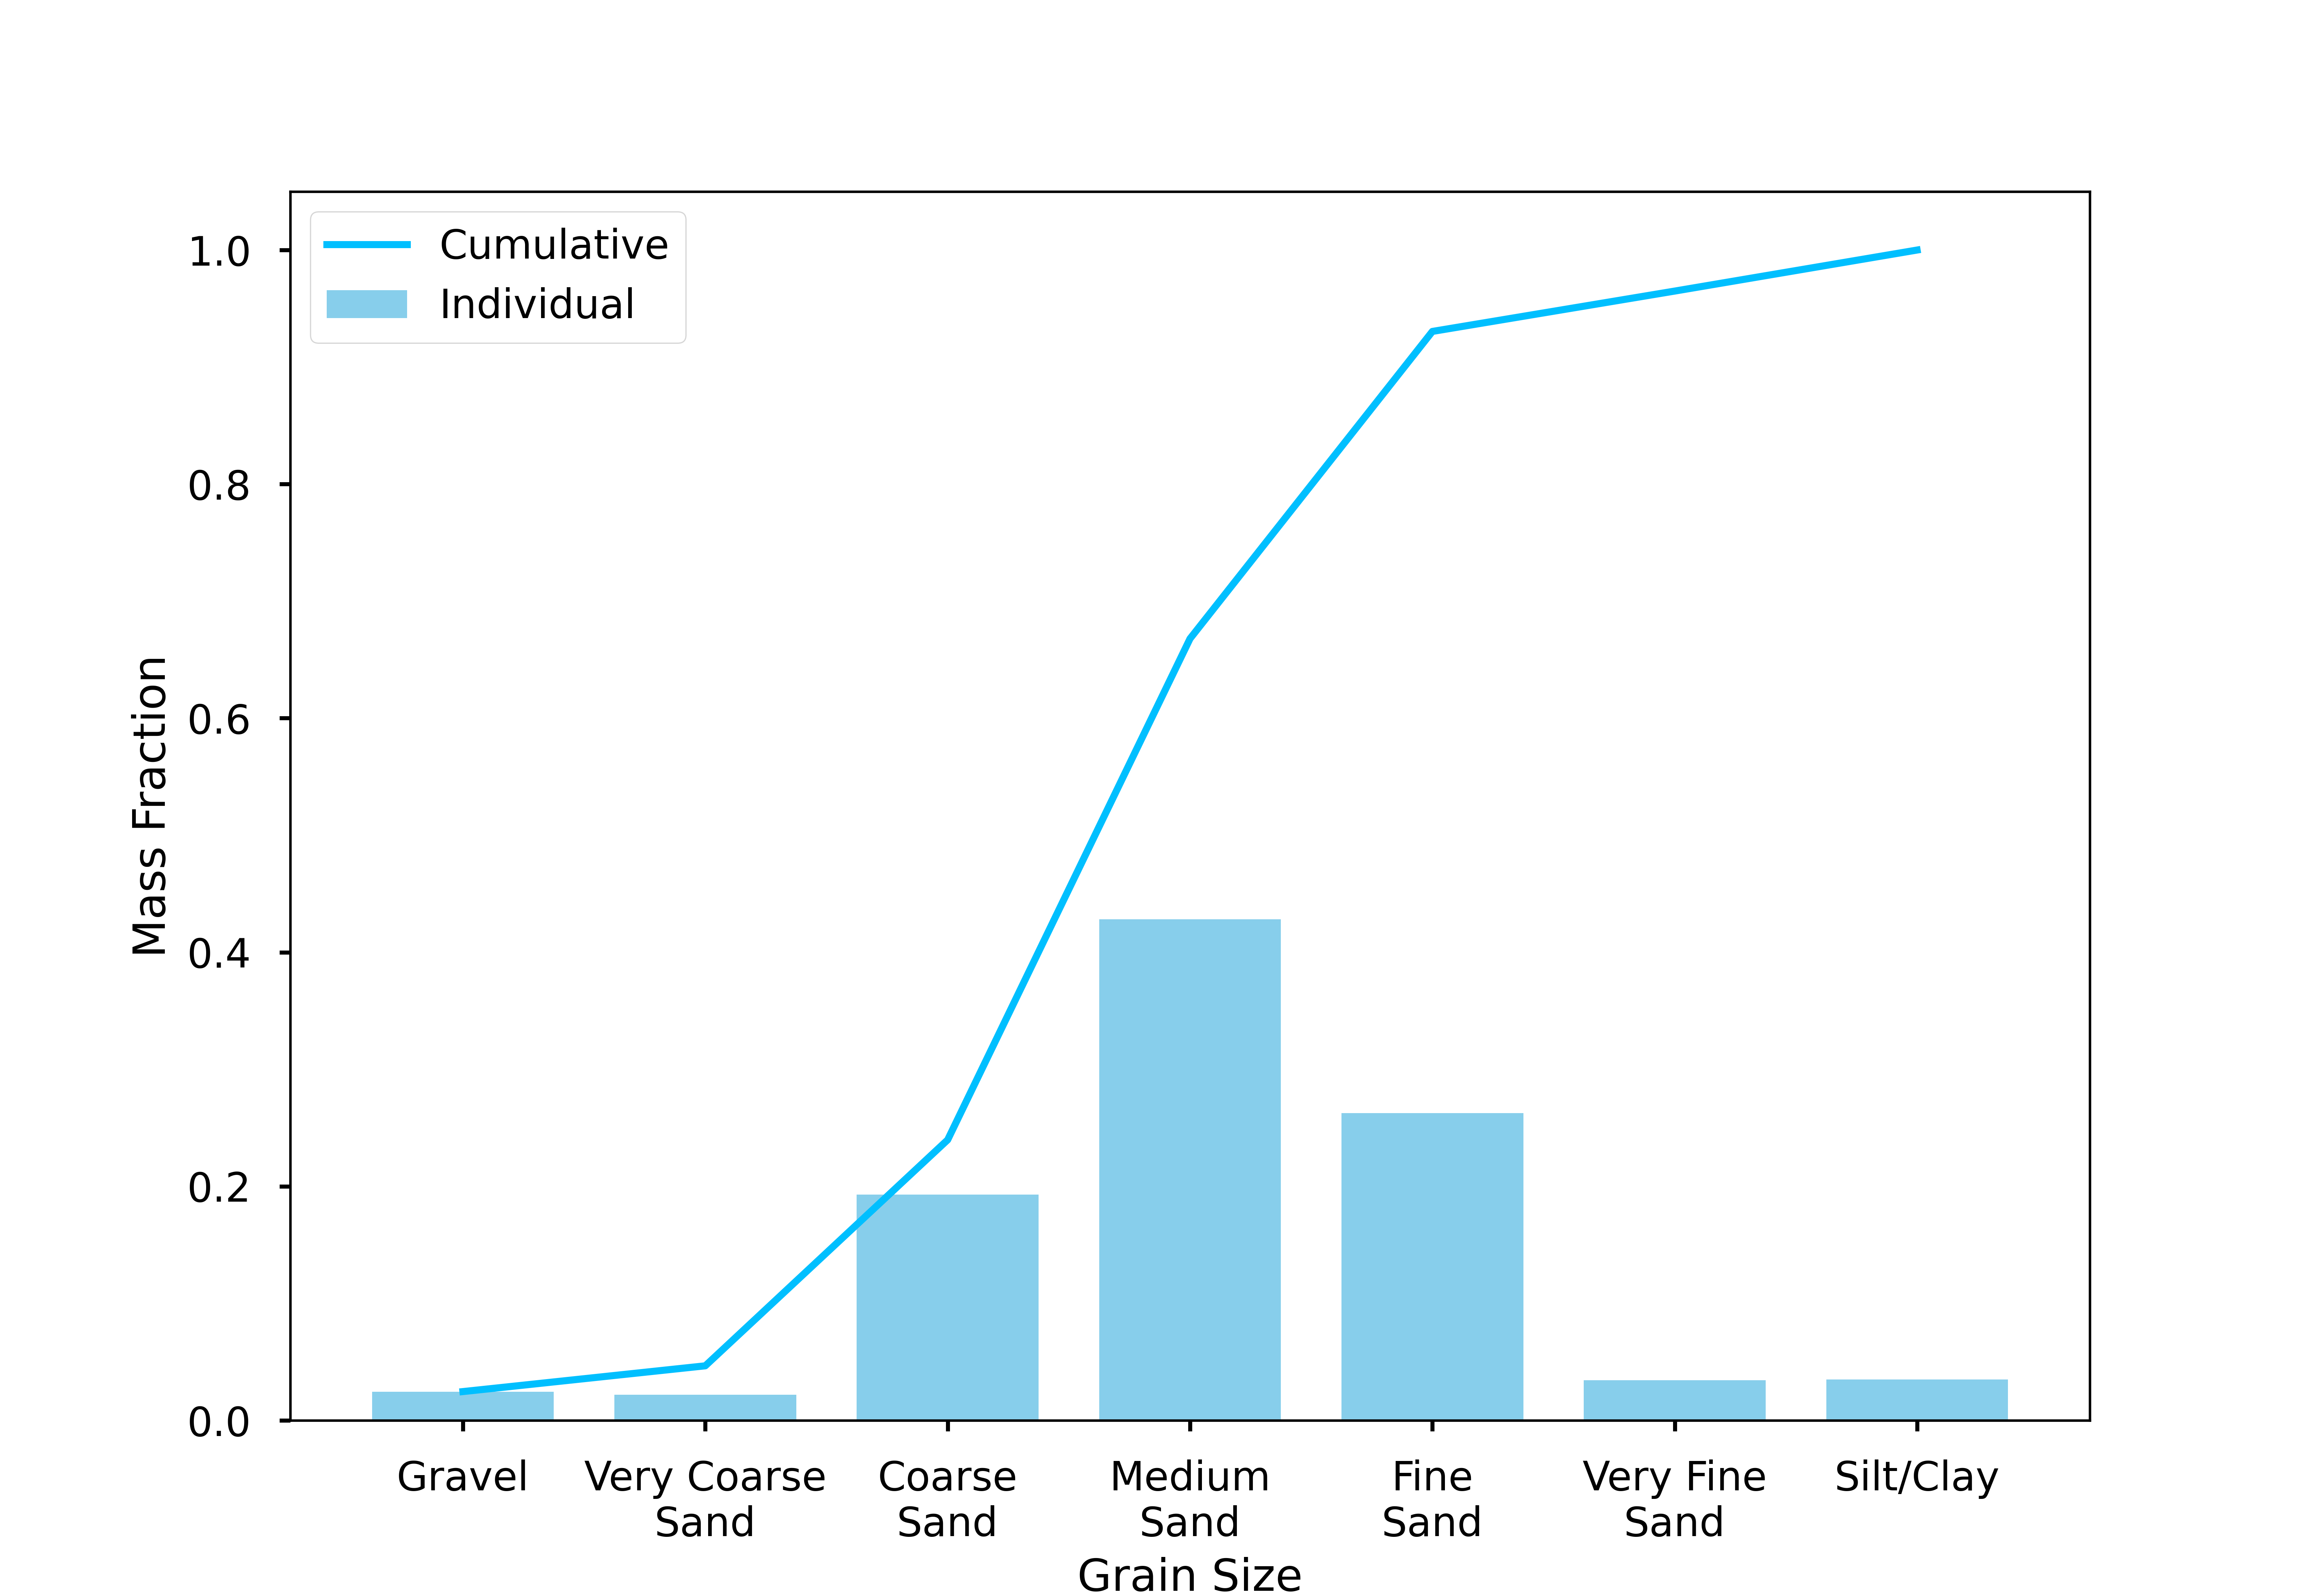 Cumulative
Individual
1.0
0.8
0.6
0.4
0.2
0.0
Mass Fraction
Gravel
Very Coarse
Sand
Coarse
Sand
Medium
Sand
Fine
Sand
Very Fine
Sand
Silt/Clay
Grain Size